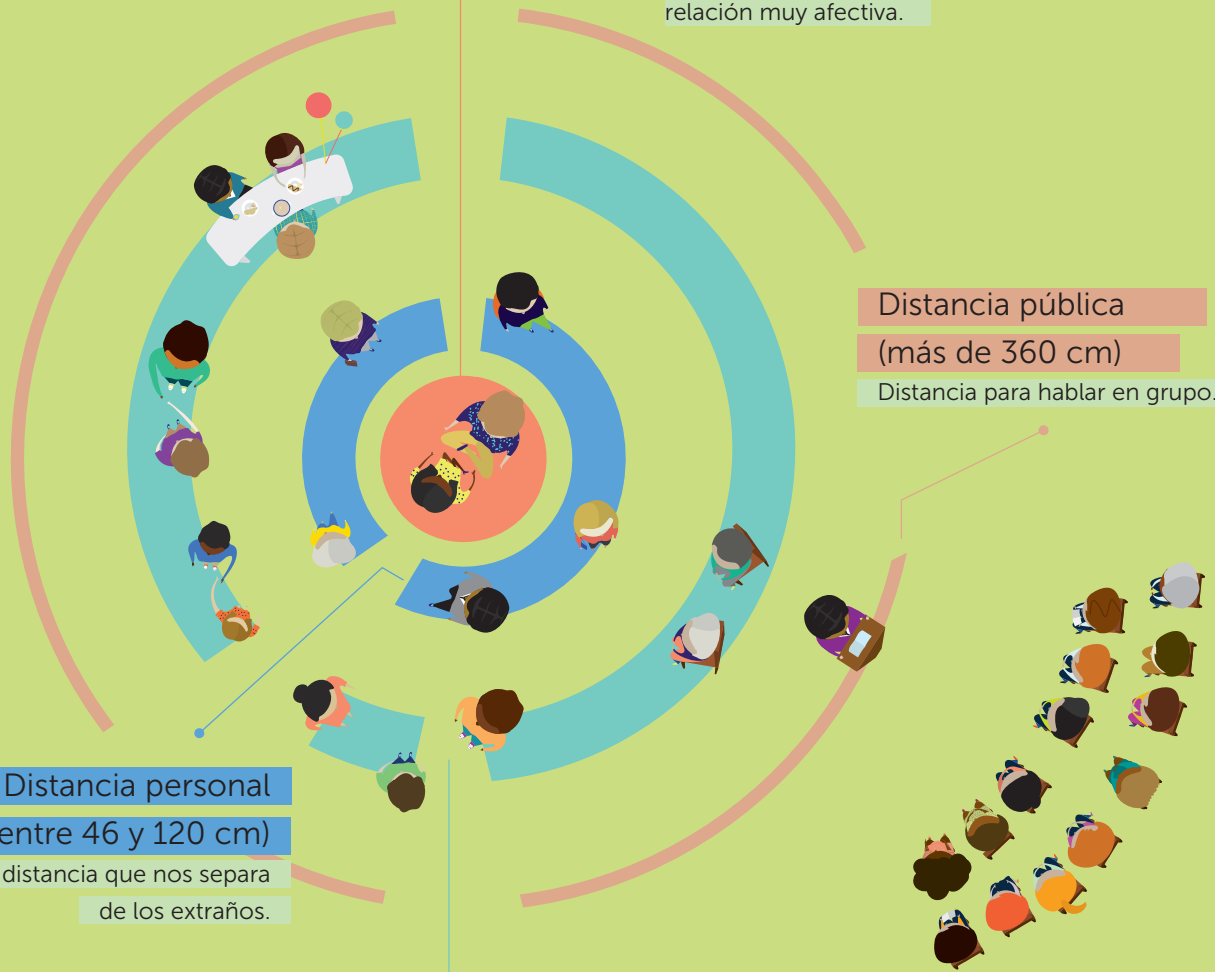 relación muy afectiva.
Distancia pública
(más de 360 cm)
Distancia para hablar en grupo.
Distancia personal
entre 46 y 120 cm)
distancia que nos separa
de los extraños.